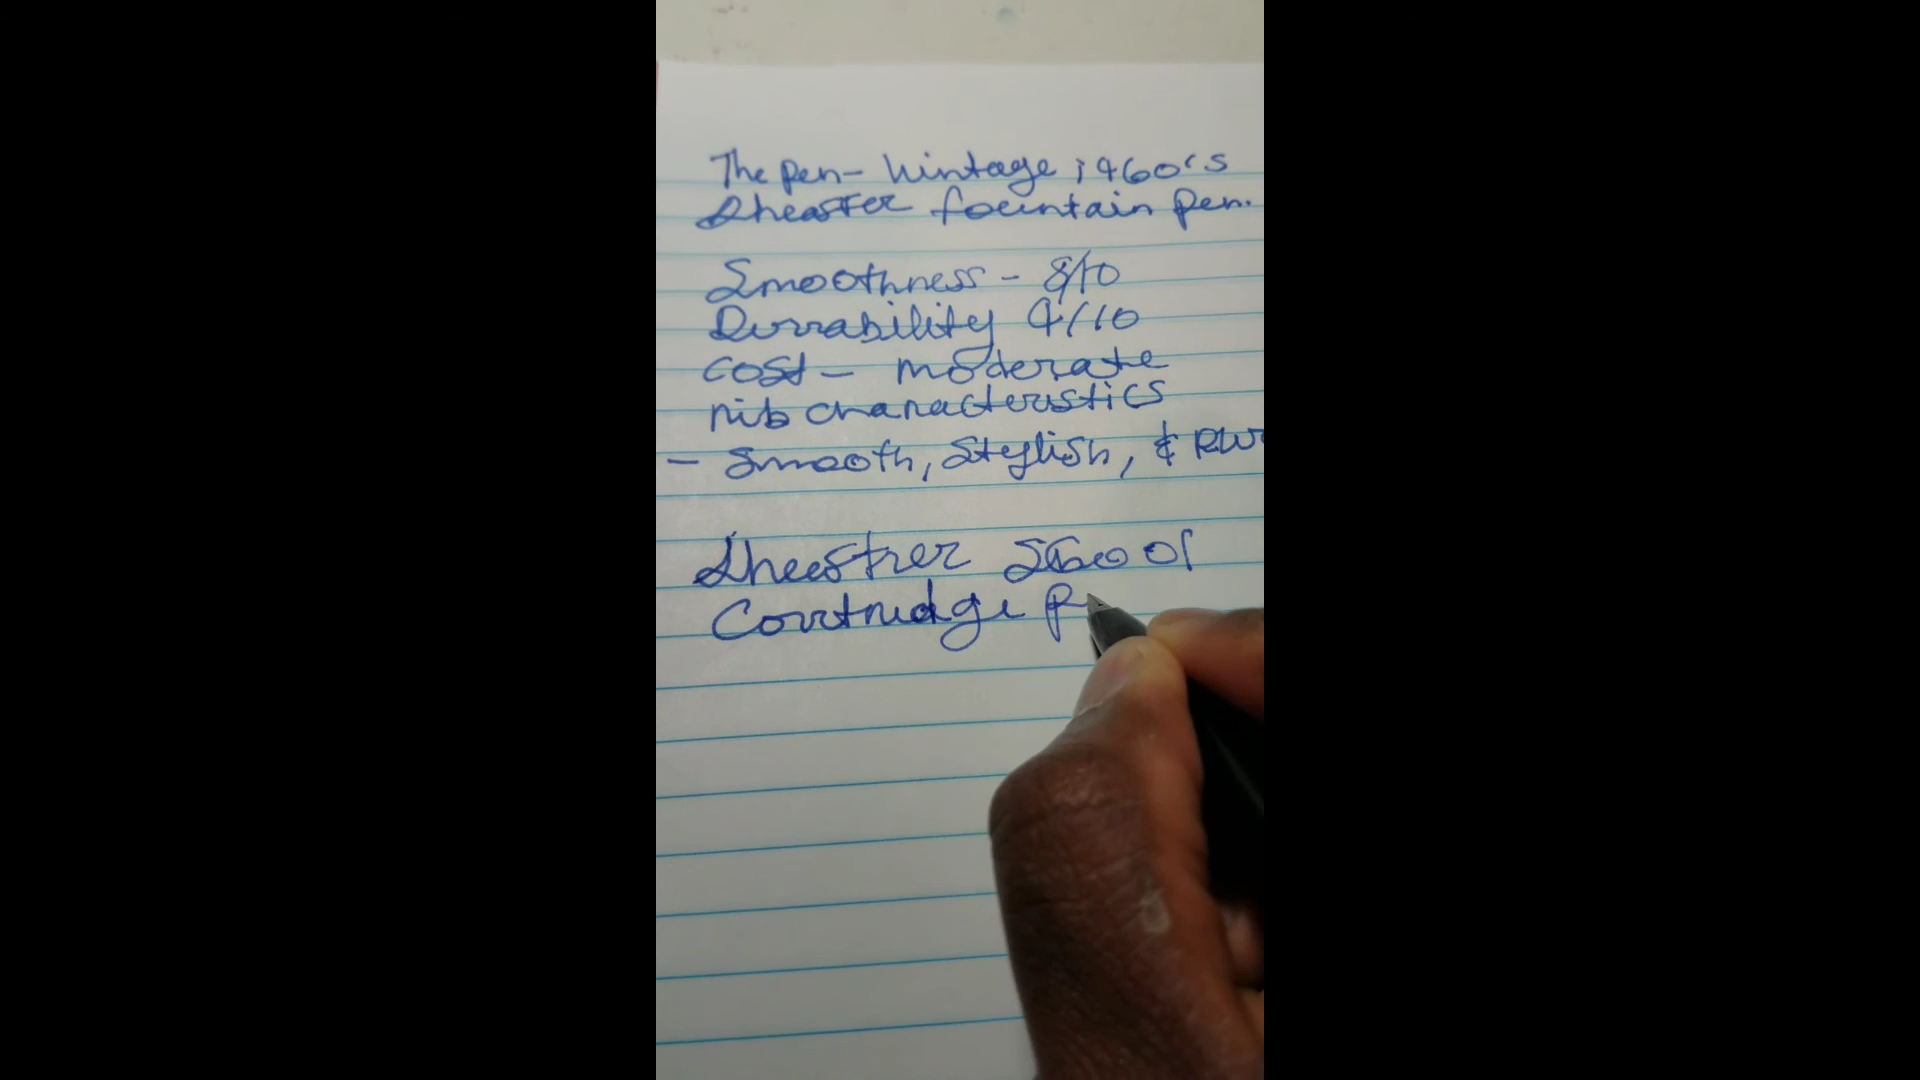 The pen- Vintage 1960's
Sheaffer fountain pen.
Smoothness - 8/10
Durrability 9/10
cost - moderate
nib characteristics
- Smooth, Stylish, &
Sheaffer
Cartridge P